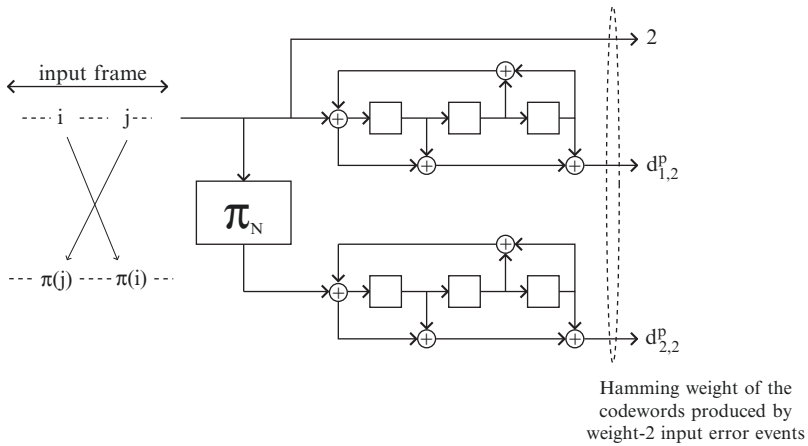 2
input frame
---- i ---- j----
d^p_{1,2}
π_N
--- π(j) ----π(i)---
d^p_{2,2}
Hamming weight of the
codewords produced by
weight-2 input error events